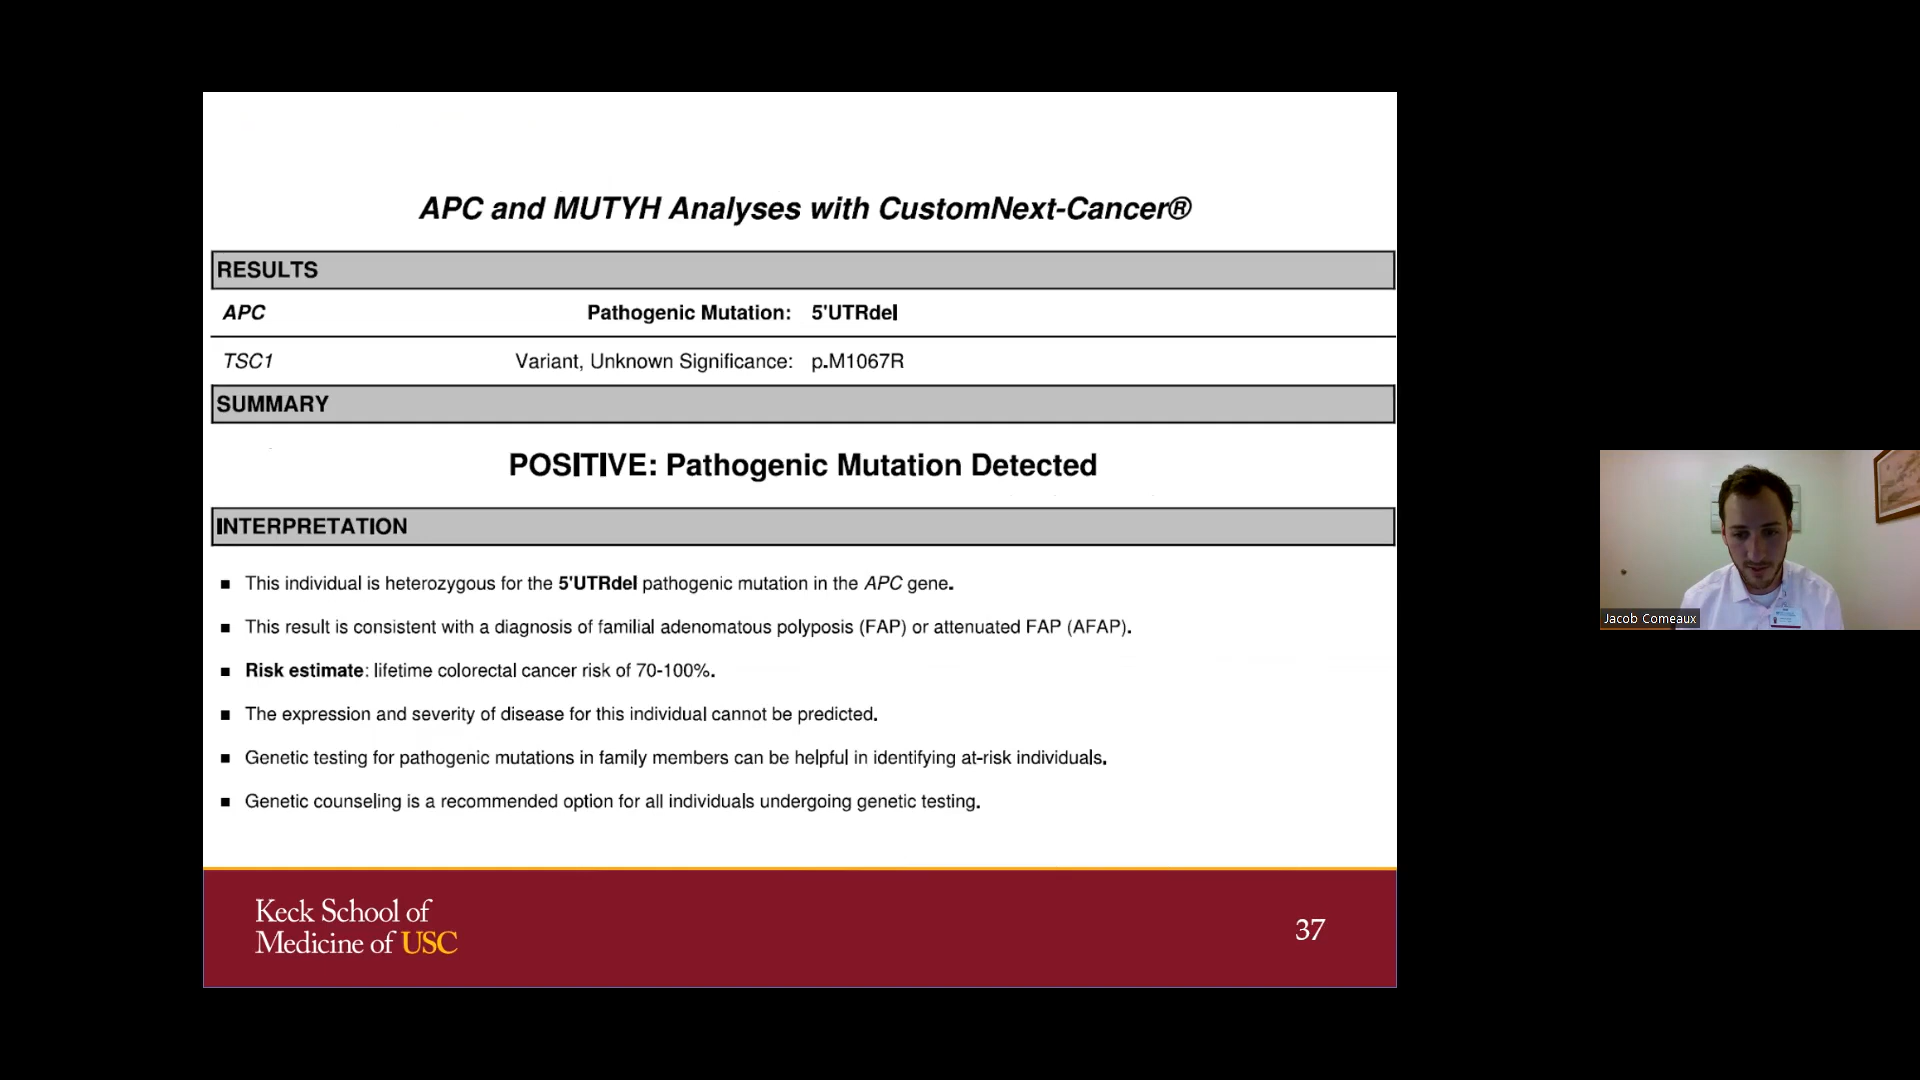 APC and MUTYH Analyses with CustomNext-Cancer®
RESULTS
APC Pathogenic Mutation: 5'UTRdel
TSC1 Variant, Unknown Significance: p.M1067R
SUMMARY
POSITIVE: Pathogenic Mutation Detected
INTERPRETATION
■ This individual is heterozygous for the 5'UTRdel pathogenic mutation in the APC gene.
■ This result is consistent with a diagnosis of familial adenomatous polyposis (FAP) or attenuated FAP (AFAP).
■ Risk estimate: lifetime colorectal cancer risk of 70-100%.
■ The expression and severity of disease for this individual cannot be predicted.
■ Genetic testing for pathogenic mutations in family members can be helpful in identifying at-risk individuals.
■ Genetic counseling is a recommended option for all individuals undergoing genetic testing.
Keck School of
Medicine of USC
37
Jacob Comeaux